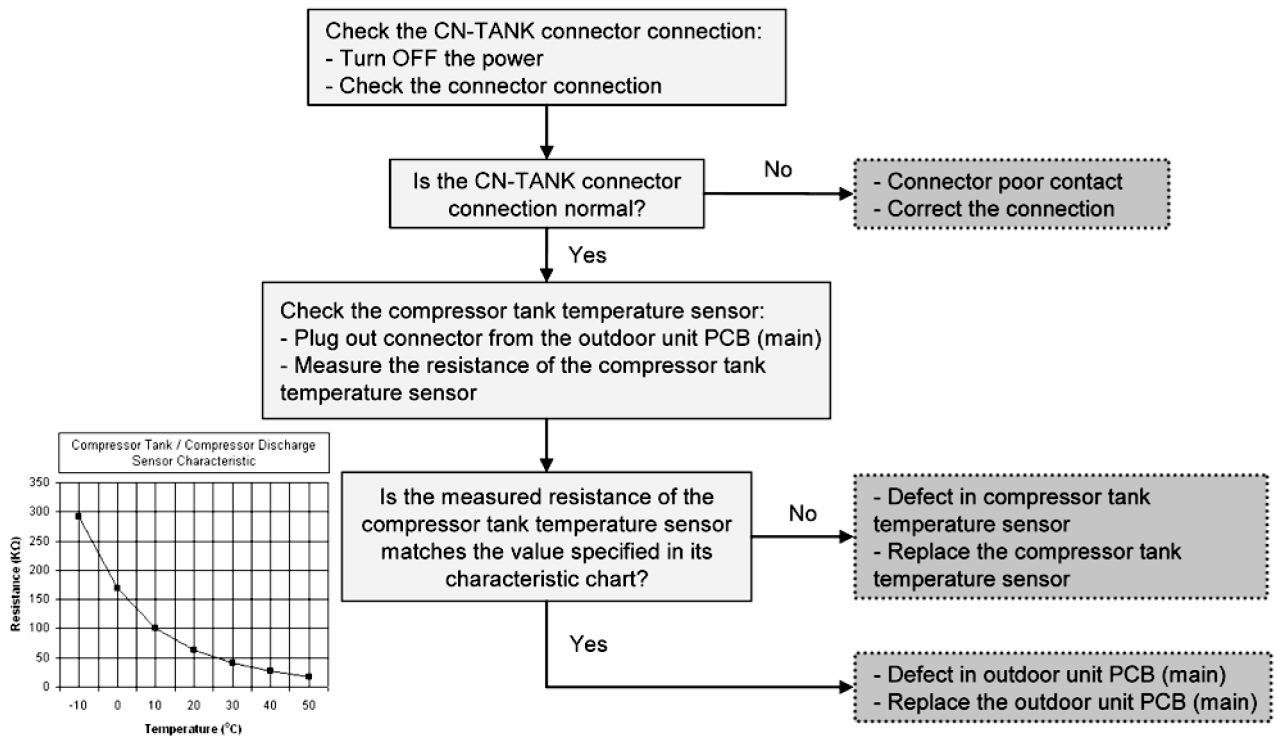 Check the CN-TANK connector connection:
- Turn OFF the power
- Check the connector connection
Is the CN-TANK connector
connection normal?
No
- Connector poor contact
- Correct the connection
Yes
Check the compressor tank temperature sensor:
- Plug out connector from the outdoor unit PCB (main)
- Measure the resistance of the compressor tank
temperature sensor
Compressor Tank / Compressor Discharge
Sensor Characteristic
Resistance (KΩ)
350
300
250
200
150
100
50
0
-10 0 10 20 30 40 50
Temperature (°C)
Is the measured resistance of the
compressor tank temperature sensor
matches the value specified in its
characteristic chart?
No
- Defect in compressor tank
temperature sensor
- Replace the compressor tank
temperature sensor
Yes
- Defect in outdoor unit PCB (main)
- Replace the outdoor unit PCB (main)